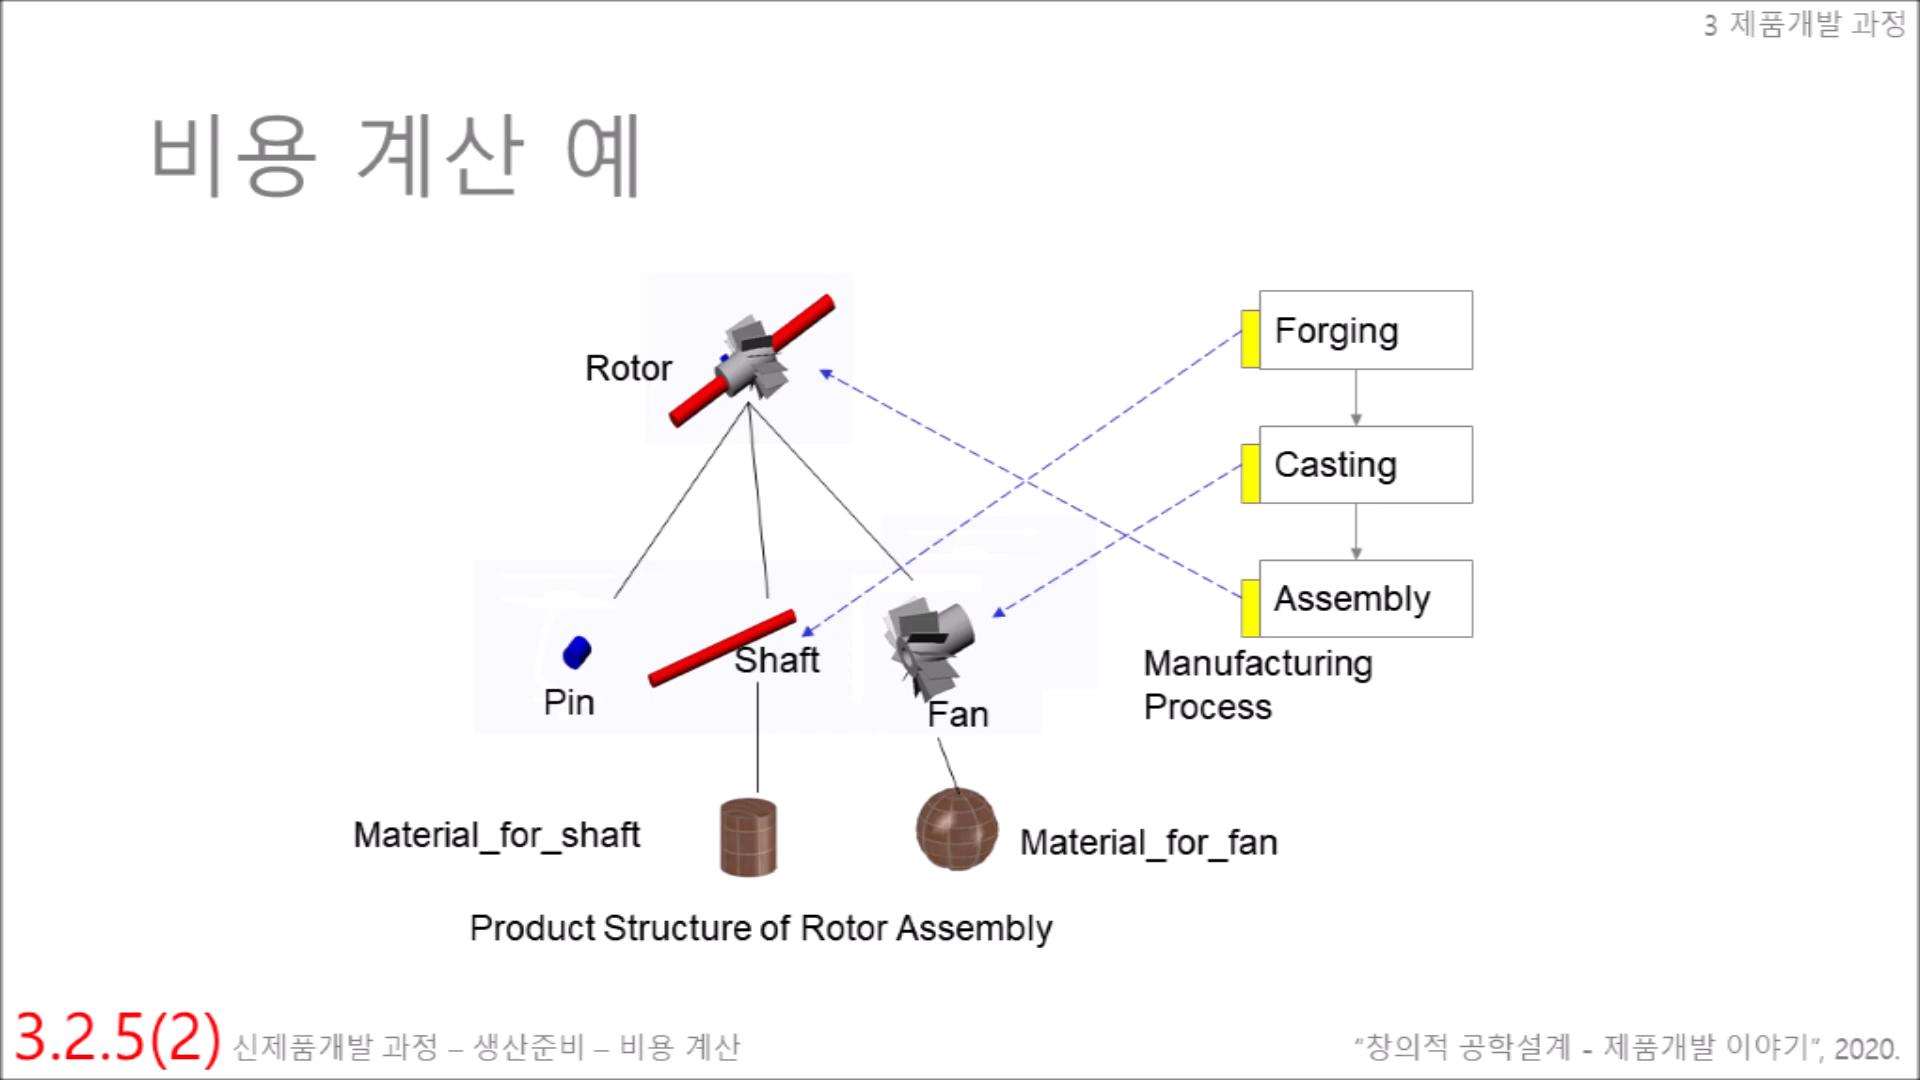 3 제품개발 과정
비용 계산 예
Rotor
Forging
Casting
Assembly
Shaft
Pin
Fan
Manufacturing
Process
Material_for_shaft
Material_for_fan
Product Structure of Rotor Assembly
3.2.5(2) 신제품개발 과정 – 생산준비 – 비용 계산
“창의적 공학설계 - 제품개발 이야기”, 2020.